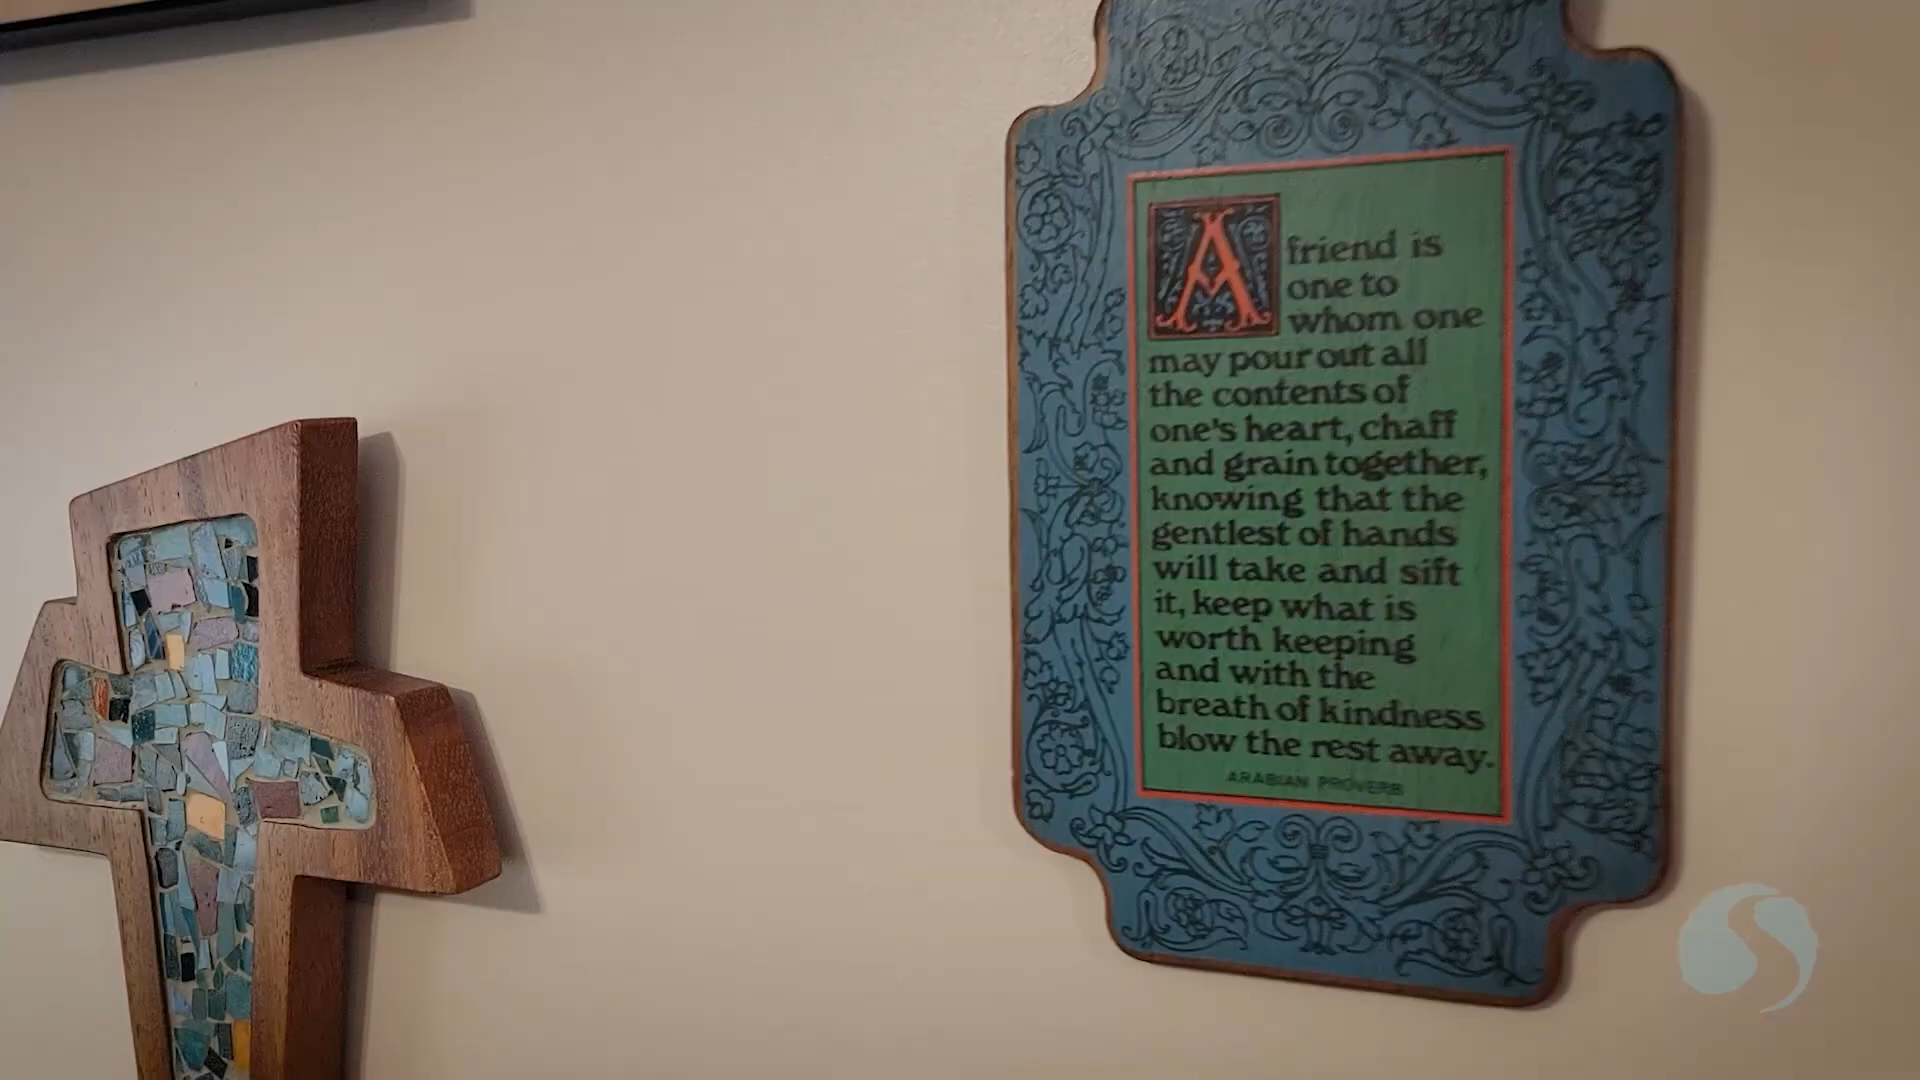 A friend is
one to
whom one
may pour out all
the contents of
one's heart, chaff
and grain together,
knowing that the
gentlest of hands
will take and sift
it, keep what is
worth keeping
and with the
breath of kindness
blow the rest away.
ARABIAN PROVERB